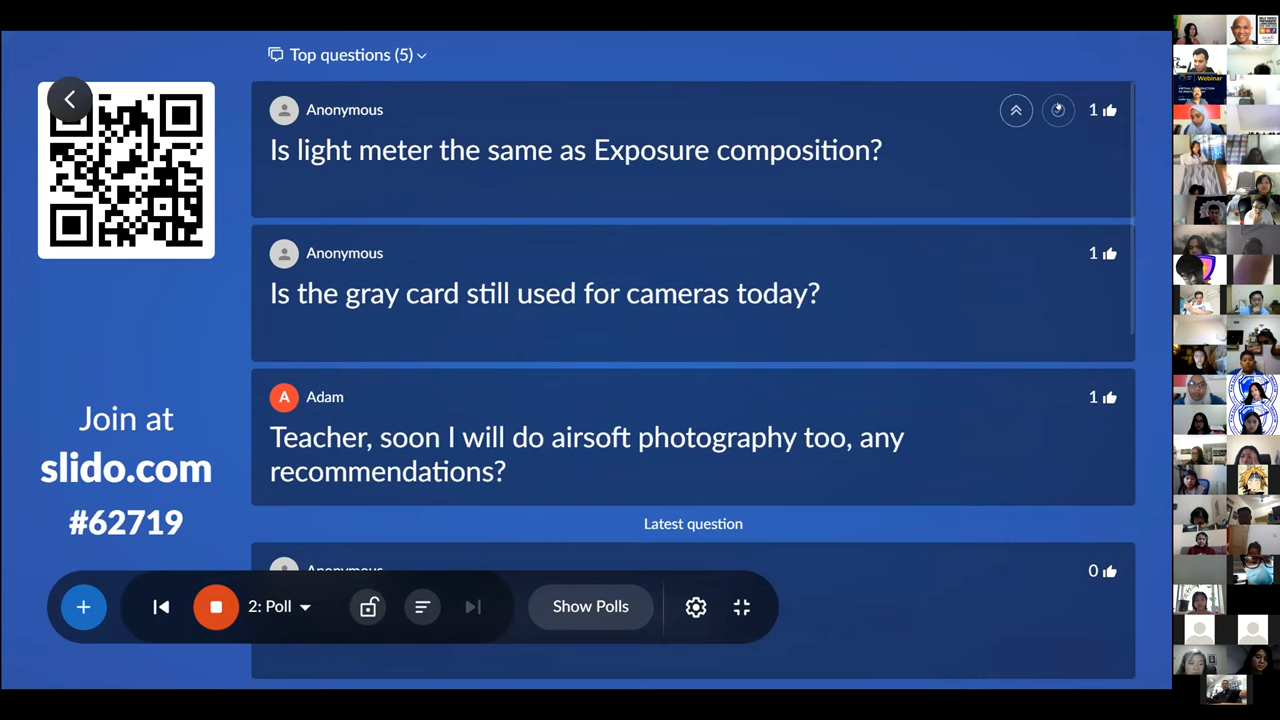 Top questions (5)
Anonymous
1
Is light meter the same as Exposure composition?
Anonymous
1
Is the gray card still used for cameras today?
A
Adam
1
Teacher, soon I will do airsoft photography too, any
recommendations?
Latest question
Anonymous
0
Join at
slido.com
#62719
2: Poll
Show Polls
Webinar